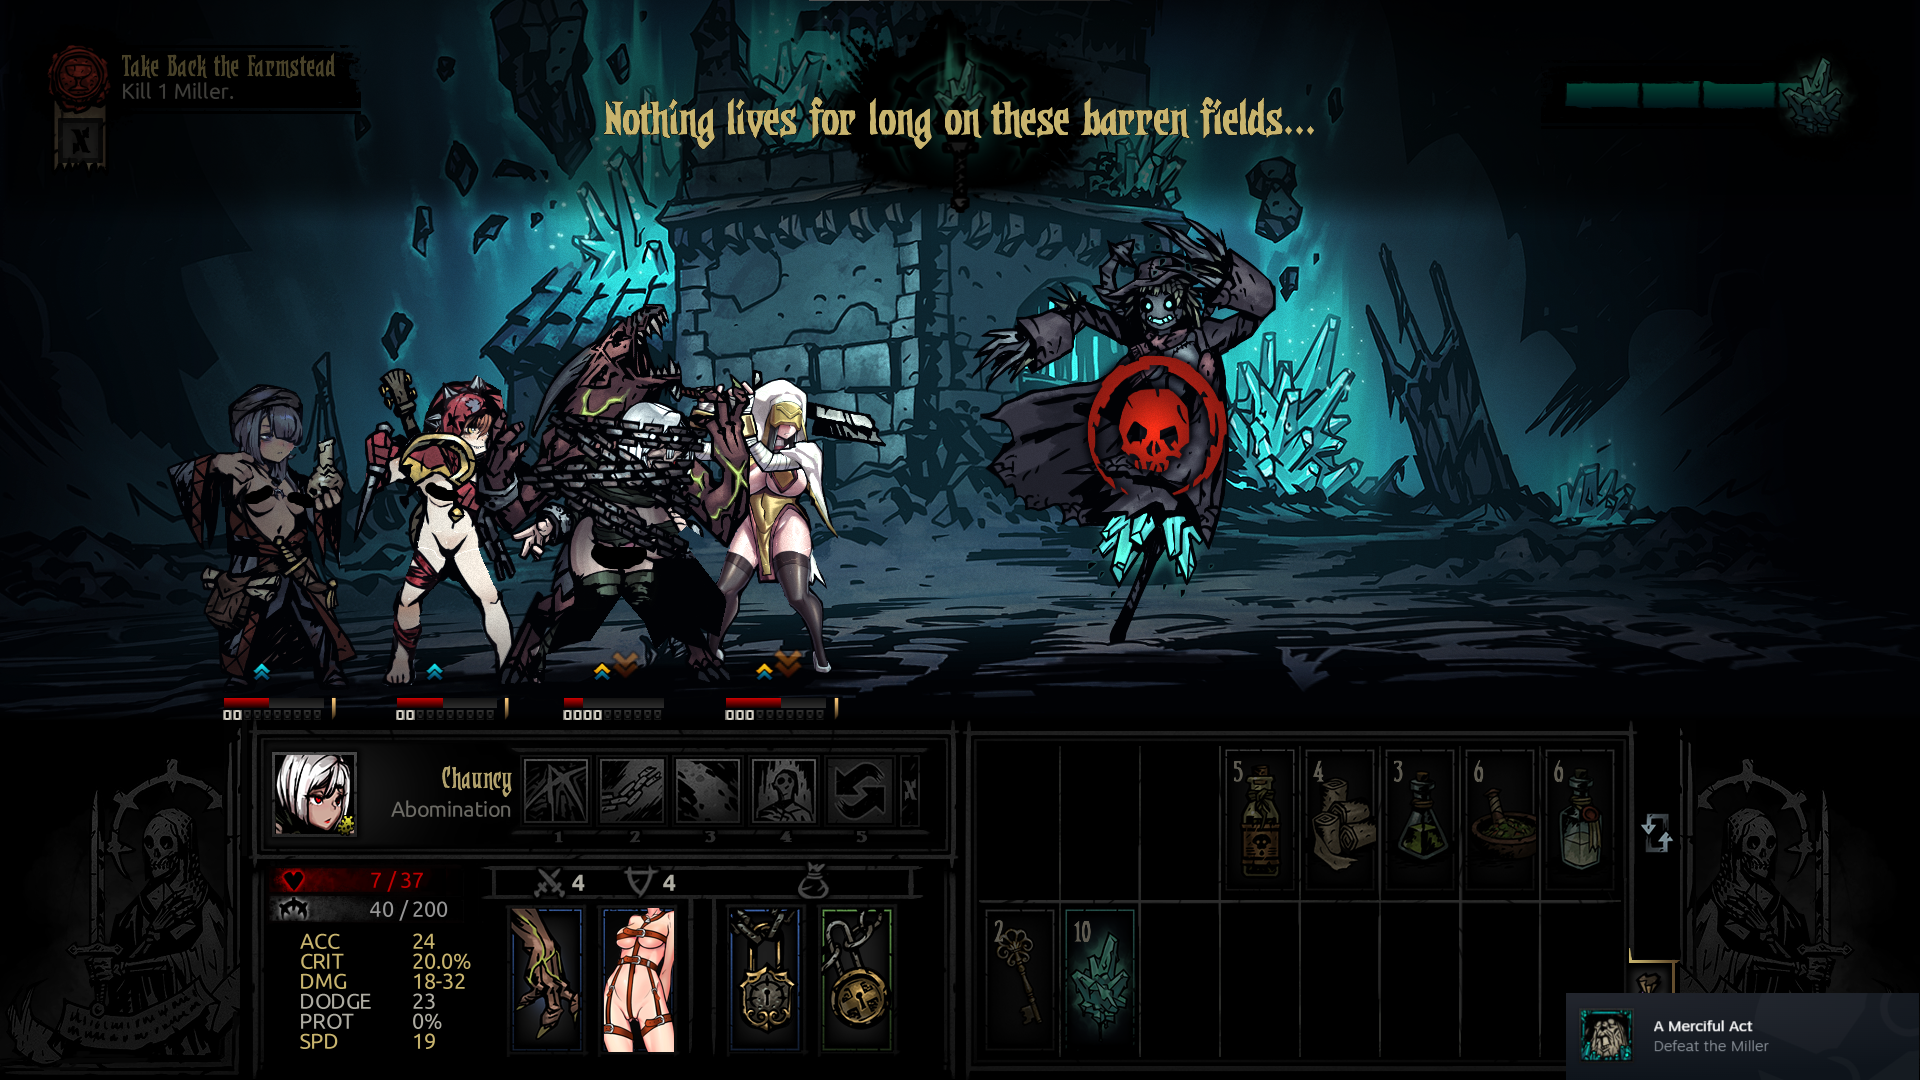 Take Back the Farmstead
Kill 1 Miller.
X
Nothing lives for long on these barren fields...
Chauncy
Abomination
1 2 3 4 5
X
7 / 37
4 4
40 / 200
ACC 24
CRIT 20.0%
DMG 18-32
DODGE 23
PROT 0%
SPD 19
5 4 3 6 6
2 10
A Merciful Act
Defeat the Miller